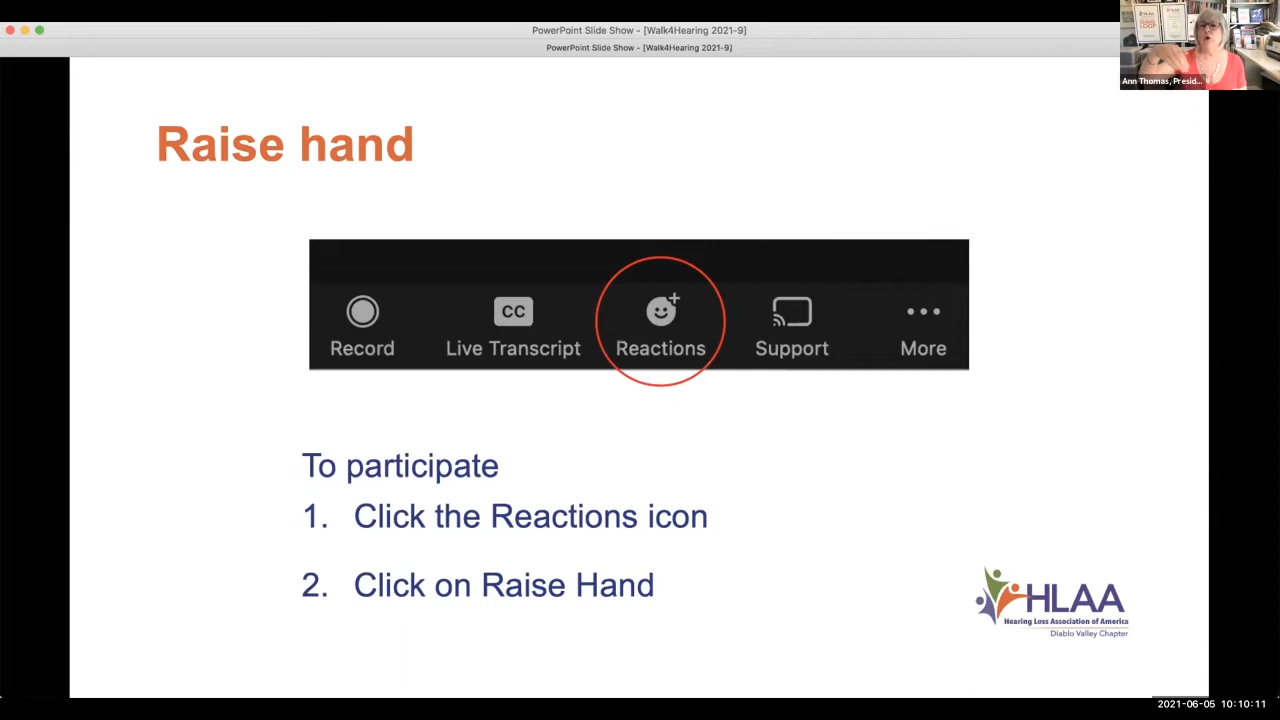 PowerPoint Slide Show - [Walk4Hearing 2021-9]
PowerPoint Slide Show - [Walk4Hearing 2021-9]
Ann Thomas, Presid...
Raise hand
CC
Record
Live Transcript
Reactions
Support
More
To participate
1. Click the Reactions icon
2. Click on Raise Hand
HLAA
Hearing Loss Association of America
Diablo Valley Chapter
2021-06-05 10:10:11